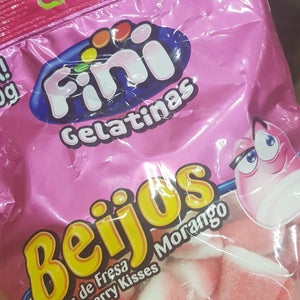 Fini
Gelatinas
Beijos
de Fresa
Morango
Kisses